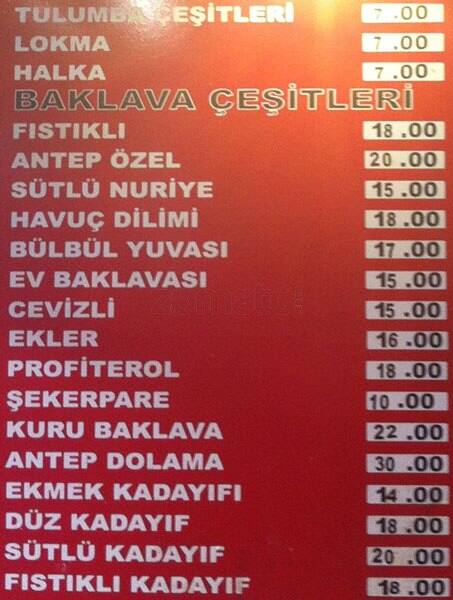 TULUMBA ÇEŞİTLERİ 7.00
LOKMA 7.00
HALKA 7.00
BAKLAVA ÇEŞİTLERİ
FISTIKLI 18.00
ANTEP ÖZEL 20.00
SÜTLÜ NURİYE 15.00
HAVUÇ DİLİMİ 18.00
BÜLBÜL YUVASI 17.00
EV BAKLAVASI 15.00
CEVİZLİ 15.00
EKLER 16.00
PROFİTEROL 18.00
ŞEKERPARE 10.00
KURU BAKLAVA 22.00
ANTEP DOLAMA 30.00
EKMEK KADAYIFI 14.00
DÜZ KADAYIF 18.00
SÜTLÜ KADAYIF 20.00
FISTIKLI KADAYIF 18.00